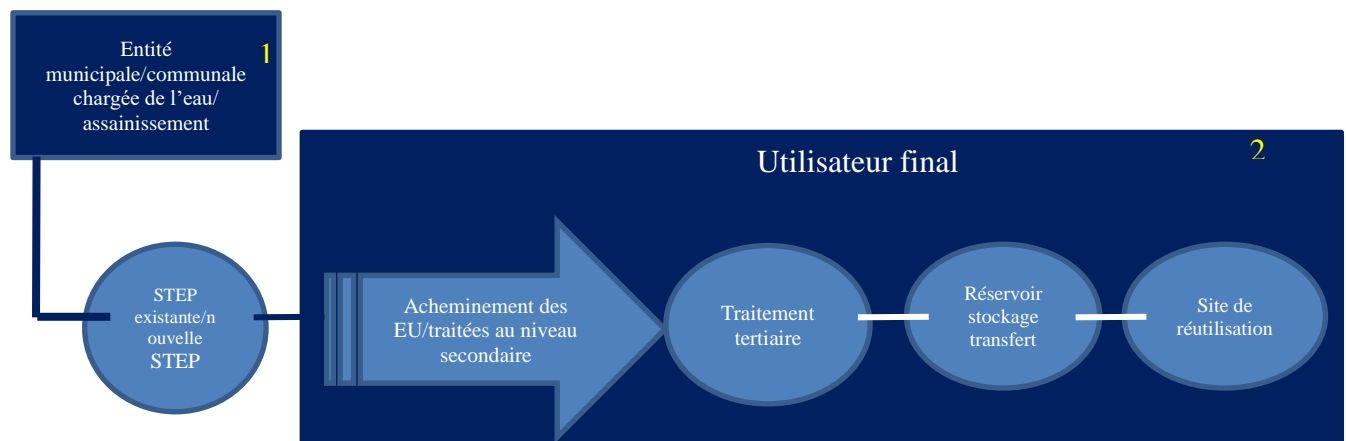 Entité
municipale/communale
chargée de l’eau/
assainissement
1
Utilisateur final
2
STEP
existante/n
ouvelle
STEP
Acheminement des
EU/traitées au niveau
secondaire
Traitement
tertiaire
Réservoir
stockage
transfert
Site de
réutilisation